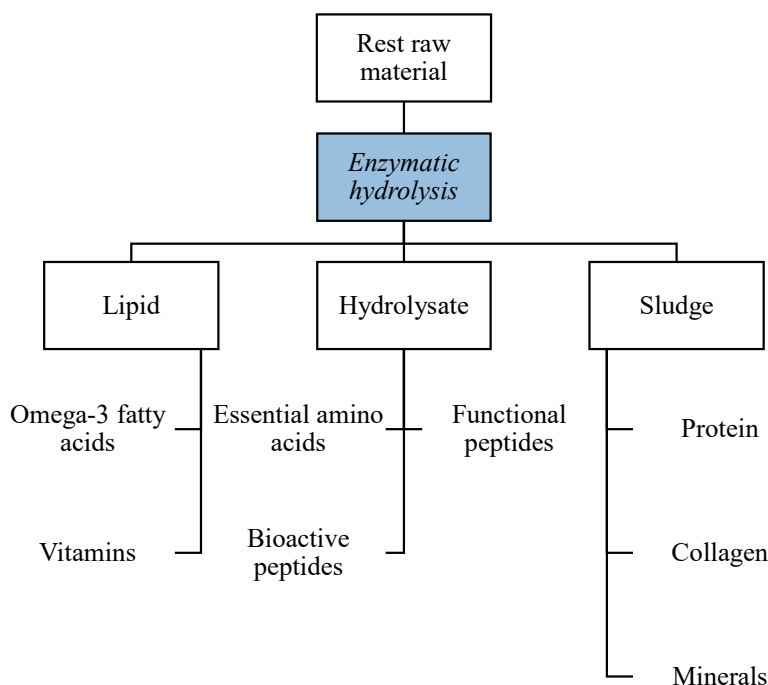 Rest raw
material
Enzymatic
hydrolysis
Lipid
Hydrolysate
Sludge
Omega-3 fatty
acids
Essential amino
acids
Functional
peptides
Protein
Vitamins
Bioactive
peptides
Collagen
Minerals